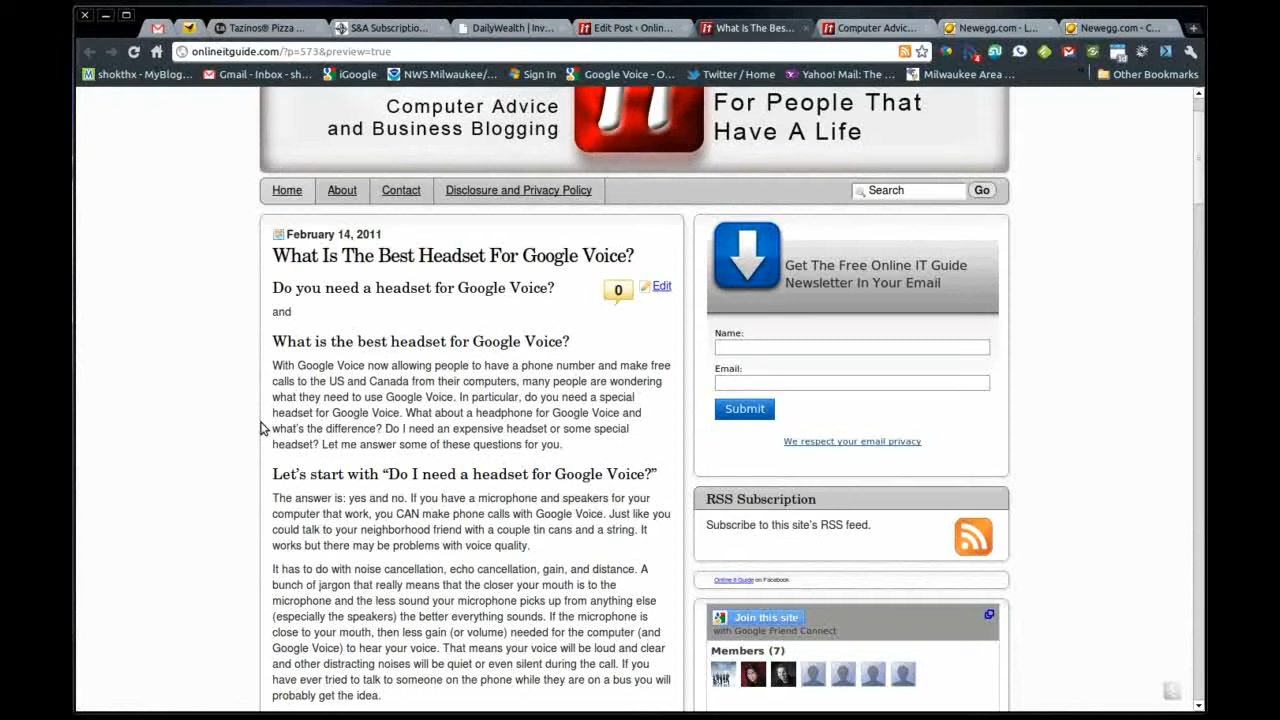 Tazinos® Pizza ...
S&A Subscriptio...
DailyWealth | Inv...
Edit Post ‹ Onlin...
What Is The Bes...
Computer Advic...
Newegg.com - L...
Newegg.com - C...
onlineitguide.com/?p=573&preview=true
shokthx - MyBlog...
Gmail - Inbox - sh...
iGoogle
NWS Milwaukee/...
Sign In
Google Voice - O...
Twitter / Home
Yahoo! Mail: The ...
Milwaukee Area ...
Other Bookmarks
Computer Advice
and Business Blogging
For People That
Have A Life
Home
About
Contact
Disclosure and Privacy Policy
Search
Go
February 14, 2011
What Is The Best Headset For Google Voice?
Do you need a headset for Google Voice?
0
Edit
and
What is the best headset for Google Voice?
With Google Voice now allowing people to have a phone number and make free
calls to the US and Canada from their computers, many people are wondering
what they need to use Google Voice. In particular, do you need a special
headset for Google Voice. What about a headphone for Google Voice and
what's the difference? Do I need an expensive headset or some special
headset? Let me answer some of these questions for you.
Let's start with “Do I need a headset for Google Voice?”
The answer is: yes and no. If you have a microphone and speakers for your
computer that work, you CAN make phone calls with Google Voice. Just like you
could talk to your neighborhood friend with a couple tin cans and a string. It
works but there may be problems with voice quality.
It has to do with noise cancellation, echo cancellation, gain, and distance. A
bunch of jargon that really means that the closer your mouth is to the
microphone and the less sound your microphone picks up from anything else
(especially the speakers) the better everything sounds. If the microphone is
close to your mouth, then less gain (or volume) needed for the computer (and
Google Voice) to hear your voice. That means your voice will be loud and clear
and other distracting noises will be quiet or even silent during the call. If you
have ever tried to talk to someone on the phone while they are on a bus you will
probably get the idea.
Get The Free Online IT Guide
Newsletter In Your Email
Name:
Email:
Submit
We respect your email privacy
RSS Subscription
Subscribe to this site's RSS feed.
Online It Guide on Facebook
Join this site
with Google Friend Connect
Members (7)